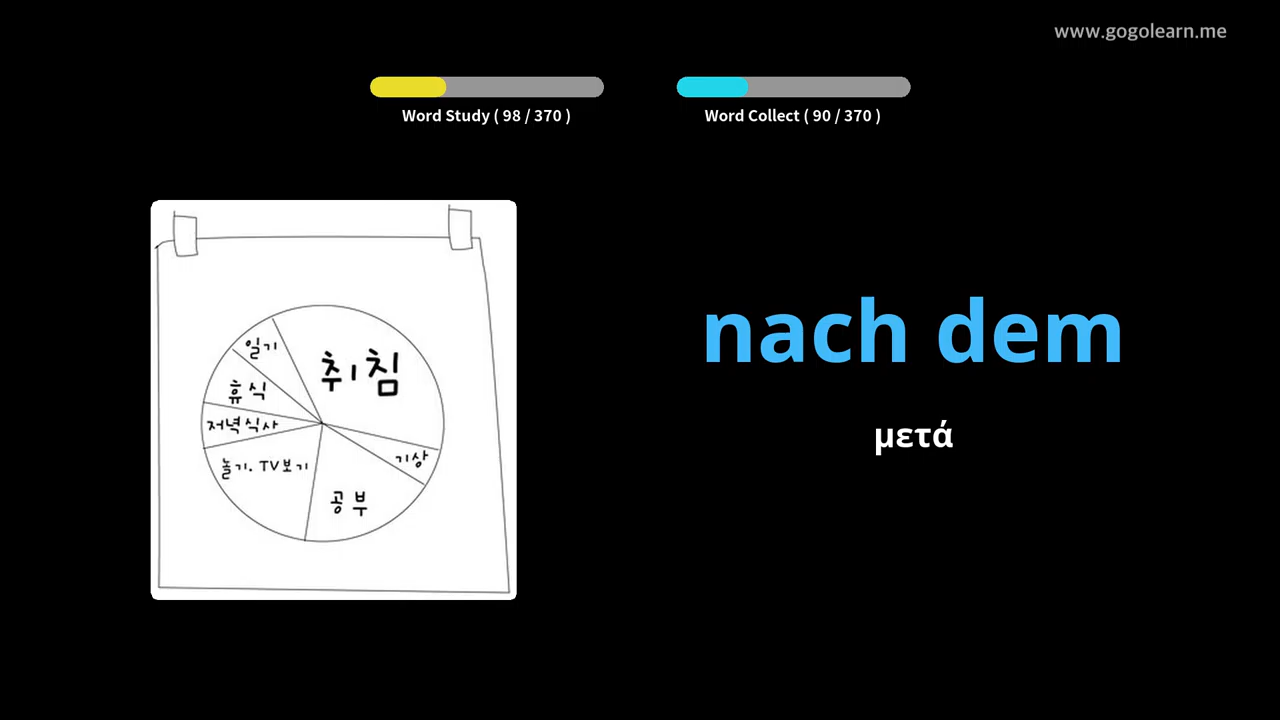 www.gogolearn.me
Word Study ( 98 / 370 )
Word Collect ( 90 / 370 )
일기
취침
휴식
저녁식사
놀기. TV보기
기상
공부
nach dem
μετά